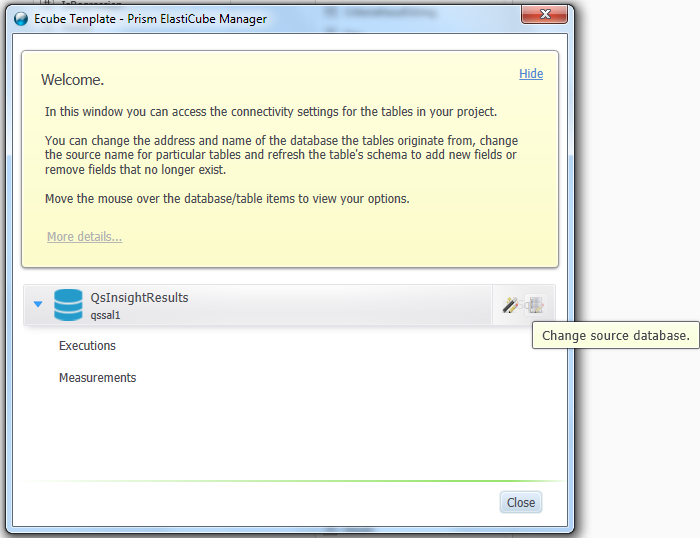 Ecube Tenplate - Prism ElastiCube Manager
Welcome.
Hide
In this window you can access the connectivity settings for the tables in your project.
You can change the address and name of the database the tables originate from, change
the source name for particular tables and refresh the table's schema to add new fields or
remove fields that no longer exist.
Move the mouse over the database/table items to view your options.
More details...
QsInsightResults
qssal1
Change source database.
Executions
Measurements
Close